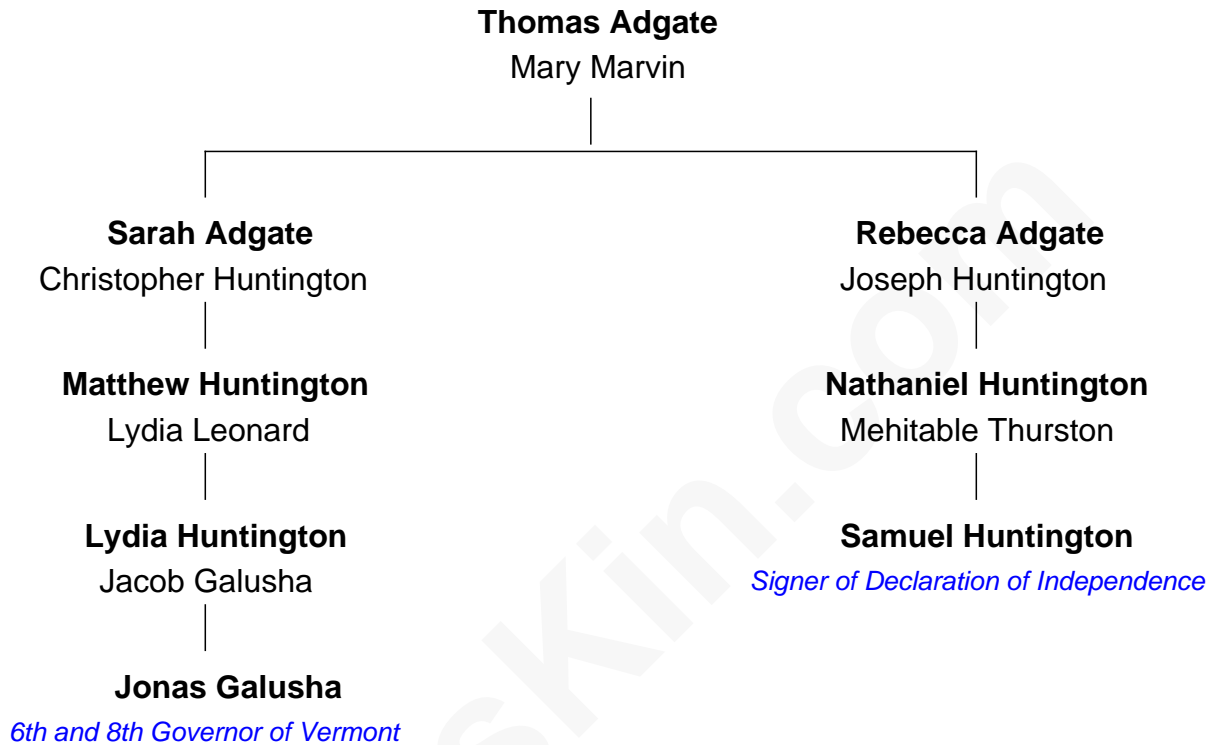 Thomas Adgate
Mary Marvin
Sarah Adgate
Christopher Huntington
Rebecca Adgate
Joseph Huntington
Matthew Huntington
Lydia Leonard
Nathaniel Huntington
Mehitable Thurston
Lydia Huntington
Jacob Galusha
Samuel Huntington
Signer of Declaration of Independence
Jonas Galusha
6th and 8th Governor of Vermont
sKin.com